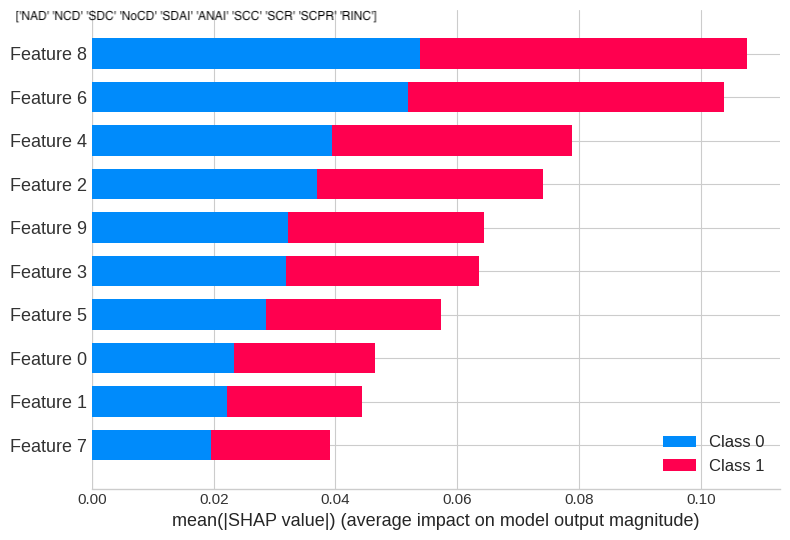 ['NAD' 'NCD' 'SDC' 'NoCD' 'SDAI' 'ANAI' 'SCC' 'SCR' 'SCPR' 'RINC']
Feature 8
Feature 6
Feature 4
Feature 2
Feature 9
Feature 3
Feature 5
Feature 0
Feature 1
Feature 7
Class 0
Class 1
0.00 0.02 0.04 0.06 0.08 0.10
mean(|SHAP value|) (average impact on model output magnitude)